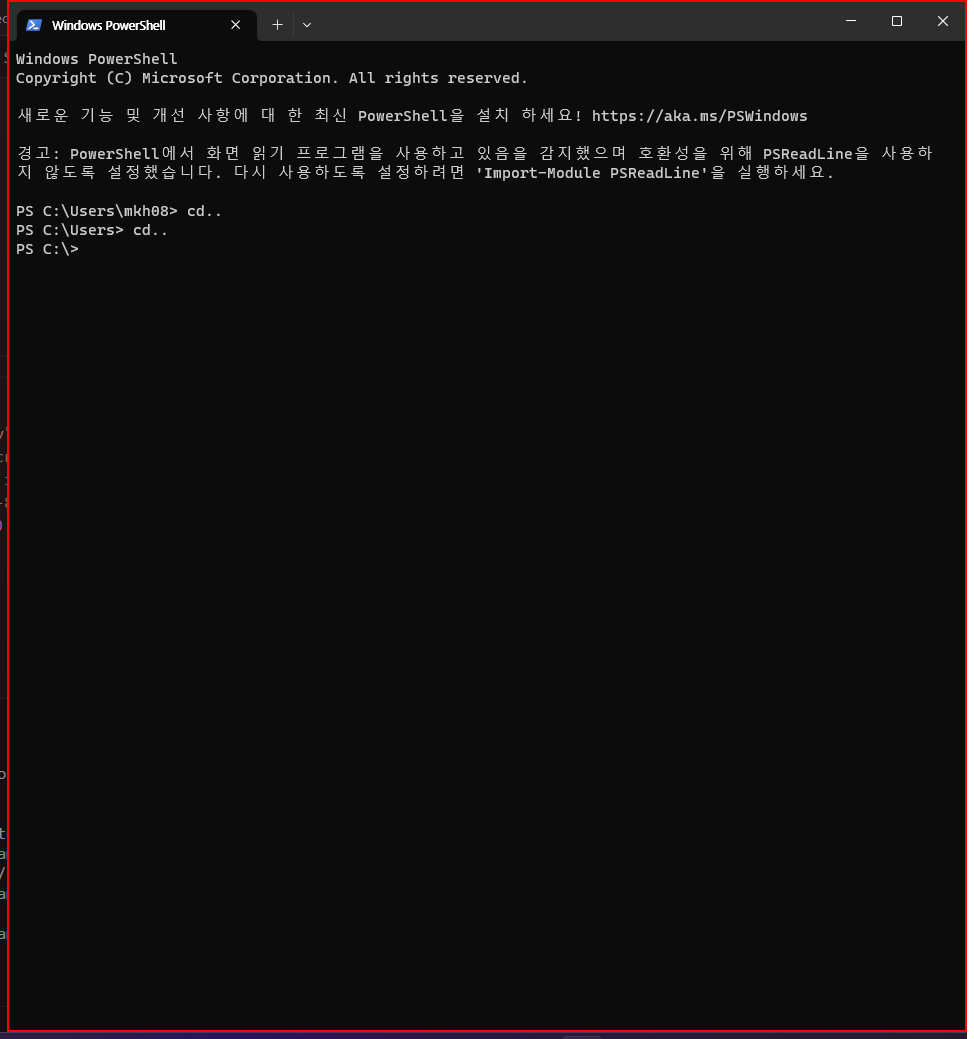 Windows PowerShell
Windows PowerShell
Copyright (C) Microsoft Corporation. All rights reserved.
새로운 기능 및 개선 사항에 대 한 최신 PowerShell을 설치 하세요! https://aka.ms/PSWindows
경고: PowerShell에서 화면 읽기 프로그램을 사용하고 있음을 감지했으며 호환성을 위해 PSReadLine을 사용하
지 않도록 설정했습니다. 다시 사용하도록 설정하려면 'Import-Module PSReadLine'을 실행하세요.
PS C:\Users\mkh08> cd..
PS C:\Users> cd..
PS C:\>